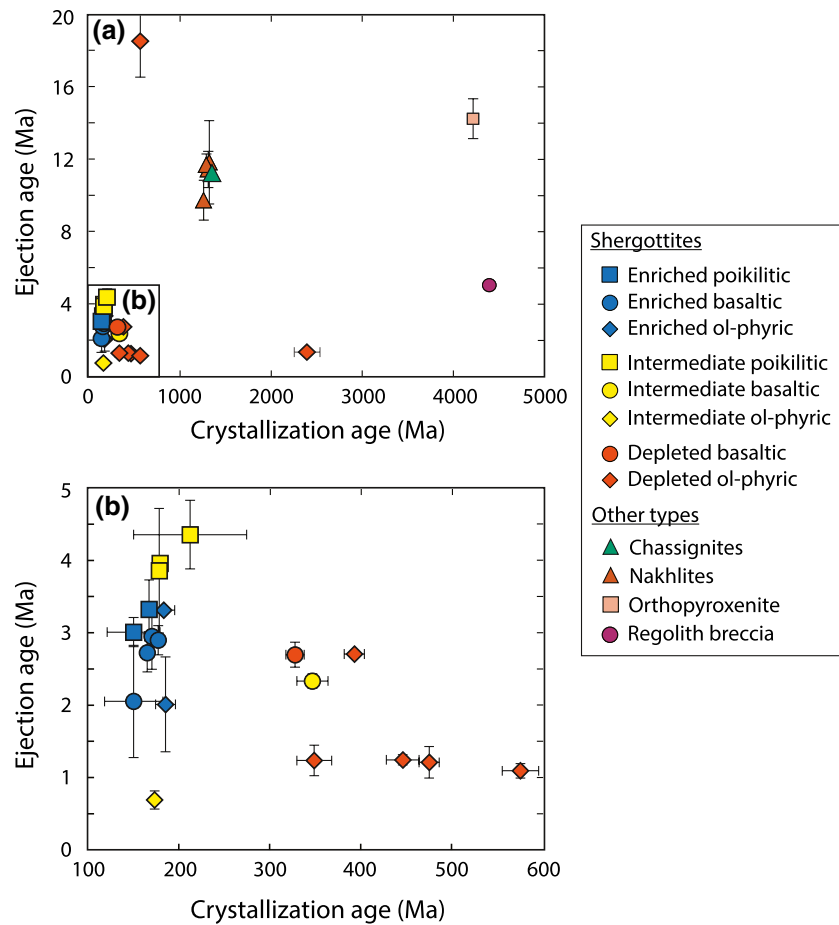 20
(a)
16
12
8
4
0
Ejection age (Ma)
(b)
0 1000 2000 3000 4000 5000
Crystallization age (Ma)
5
(b)
4
3
2
1
0
Ejection age (Ma)
100 200 300 400 500 600
Crystallization age (Ma)
Shergottites
Enriched poikilitic
Enriched basaltic
Enriched ol-phyric
Intermediate poikilitic
Intermediate basaltic
Intermediate ol-phyric
Depleted basaltic
Depleted ol-phyric
Other types
Chassignites
Nakhlites
Orthopyroxenite
Regolith breccia